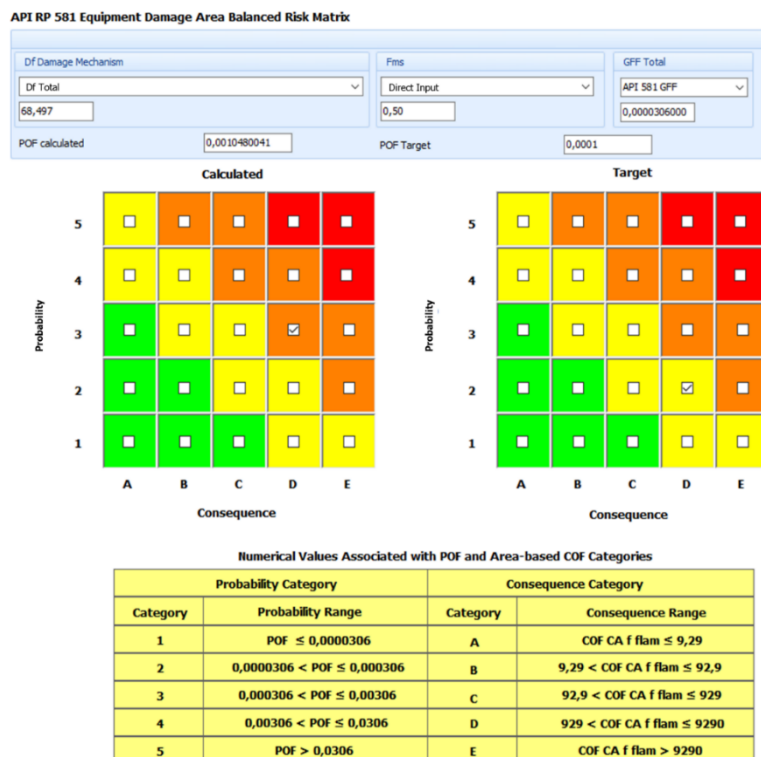 API RP 581 Equipment Damage Area Balanced Risk Matrix
Df Damage Mechanism Fms GFF Total
Df Total Direct Input API 581 GFF
68,497 0,50 0,0000306000
POF calculated 0,0010480041 POF Target 0,0001
Calculated Target
5 5
4 4
Probability Probability
3 3
2 2
1 1
A B C D E A B C D E
Consequence Consequence
Numerical Values Associated with POF and Area-based COF Categories
Probability Category Consequence Category
Category Probability Range Category Consequence Range
1 POF ≤ 0,0000306 A COF CA f flam ≤ 9,29
2 0,0000306 < POF ≤ 0,000306 B 9,29 < COF CA f flam ≤ 92,9
3 0,000306 < POF ≤ 0,00306 C 92,9 < COF CA f flam ≤ 929
4 0,00306 < POF ≤ 0,0306 D 929 < COF CA f flam ≤ 9290
5 POF > 0,0306 E COF CA f flam > 9290